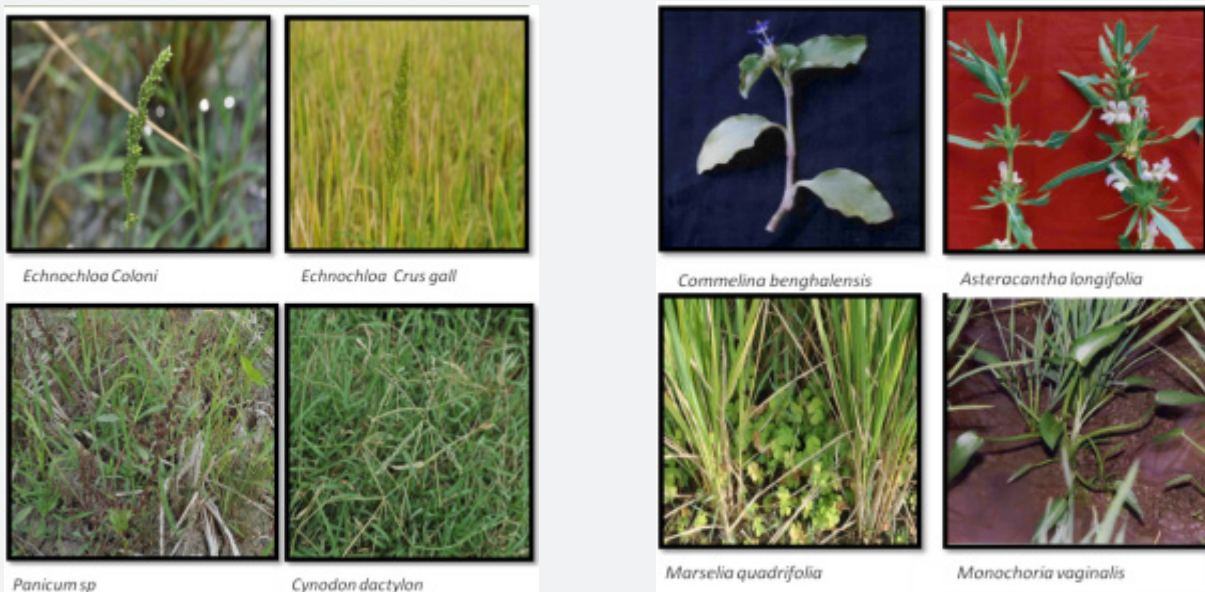 Echnochloa Coloni
Echnochloa Crus gall
Commelina benghalensis
Asteracantha longifolia
Panicum sp
Cynodon dactylon
Marselia quadrifolia
Monochoria vaginalis